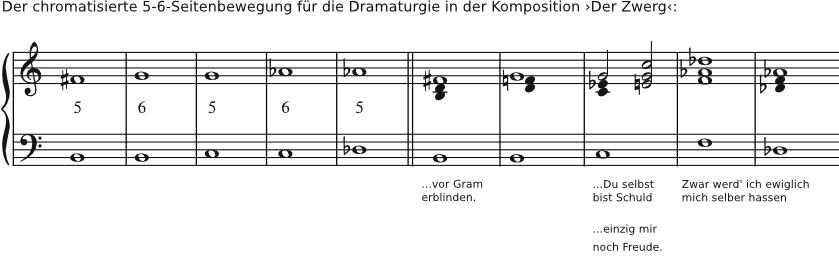 Der chromatisierte 5-6-Seitenbewegung für die Dramaturgie in der Komposition ›Der Zwerg‹:
5 6 5 6 5
...vor Gram
erblinden.
...Du selbst
bist Schuld
...einzig mir
noch Freude.
Zwar werd' ich ewiglich
mich selber hassen